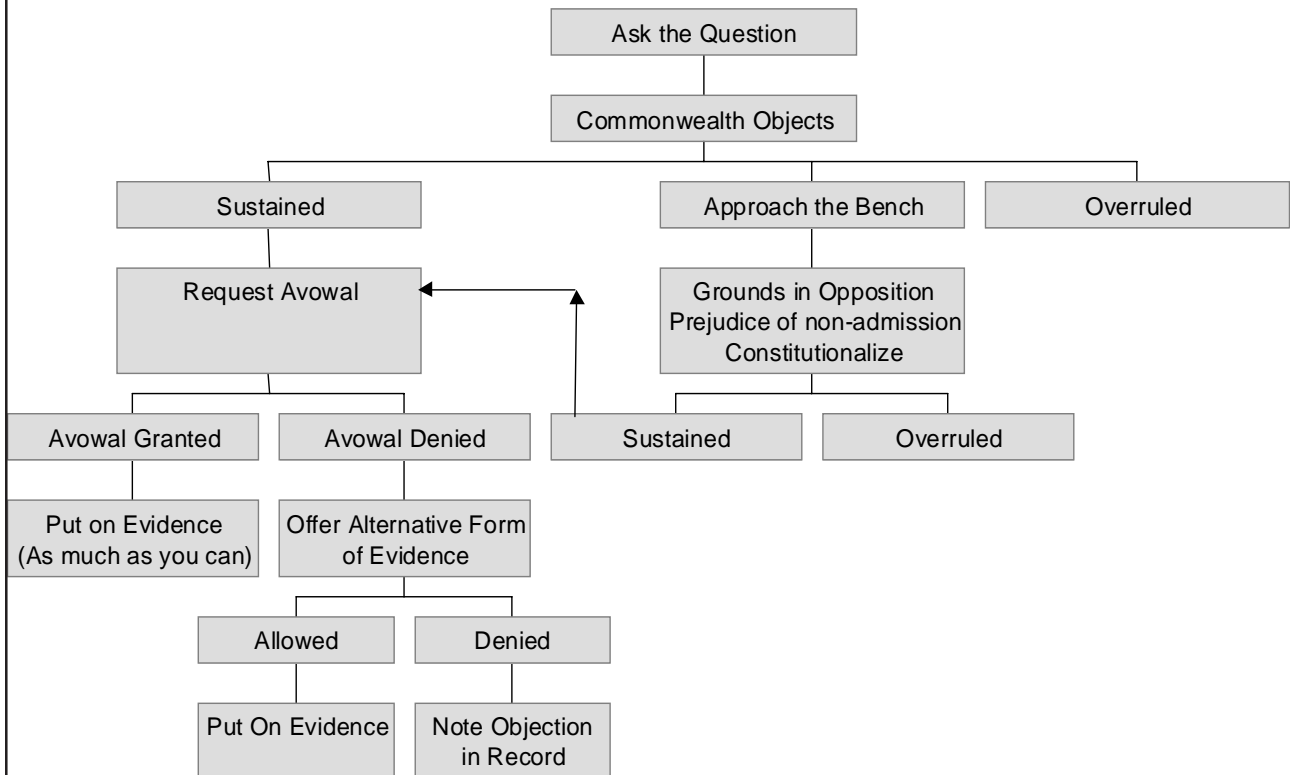 Ask the Question
Commonwealth Objects
Sustained
Approach the Bench
Overruled
Request Avowal
Grounds in Opposition
Prejudice of non-admission
Constitutionalize
Avowal Granted
Avowal Denied
Sustained
Overruled
Put on Evidence
(As much as you can)
Offer Alternative Form
of Evidence
Allowed
Denied
Put On Evidence
Note Objection
in Record